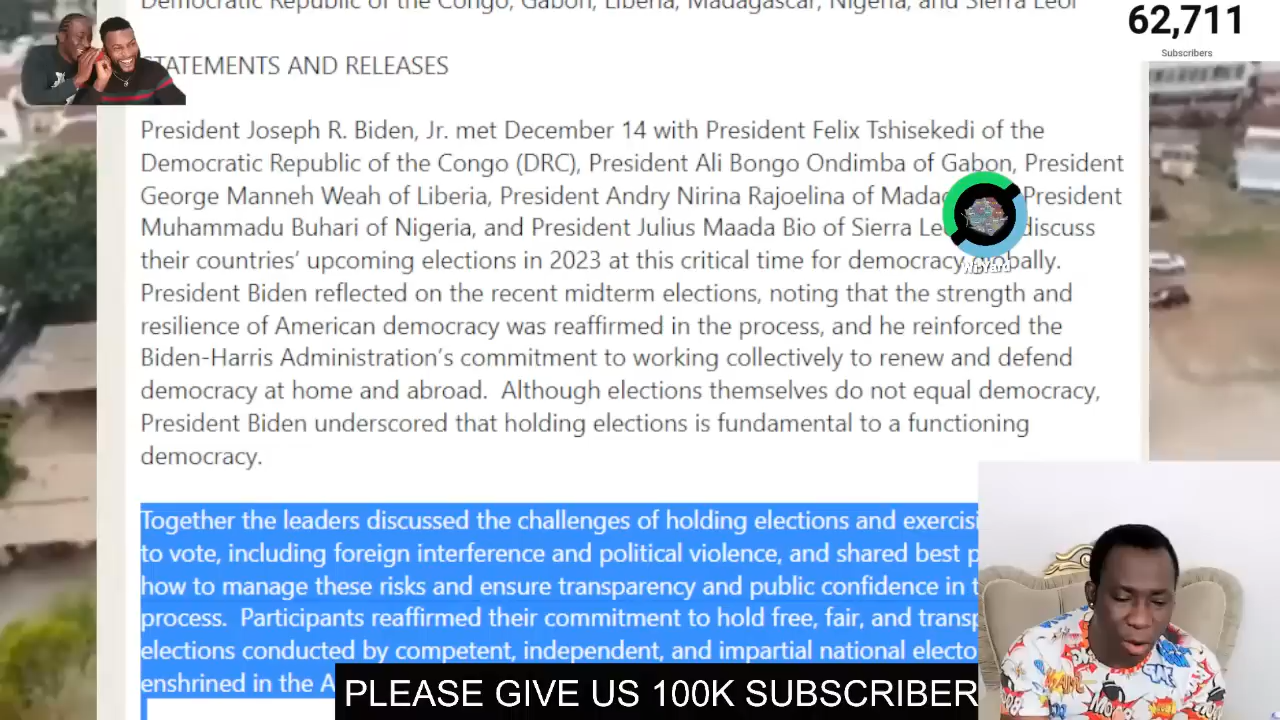 Democratic Republic of the Congo, Gabon, Liberia, Madagascar, Nigeria, and Sierra
62,711
Subscribers
STATEMENTS AND RELEASES
President Joseph R. Biden, Jr. met December 14 with President Felix Tshisekedi of the
Democratic Republic of the Congo (DRC), President Ali Bongo Ondimba of Gabon, President
George Manneh Weah of Liberia, President Andry Nirina Rajoelina of President
Muhammadu Buhari of Nigeria, and President Julius Maada Bio of Sierra discuss
their countries’ upcoming elections in 2023 at this critical time for democracy
President Biden reflected on the recent midterm elections, noting that the strength and
resilience of American democracy was reaffirmed in the process, and he reinforced the
Biden-Harris Administration’s commitment to working collectively to renew and defend
democracy at home and abroad.  Although elections themselves do not equal democracy,
President Biden underscored that holding elections is fundamental to a functioning
democracy.
Together the leaders discussed the challenges of holding elections and
to vote, including foreign interference and political violence, and shared best
how to manage these risks and ensure transparency and public confidence in
process.  Participants reaffirmed their commitment to hold free, fair, and
elections conducted by competent, independent, and impartial national
enshrined in the
PLEASE GIVE US 100K SUBSCRIBER